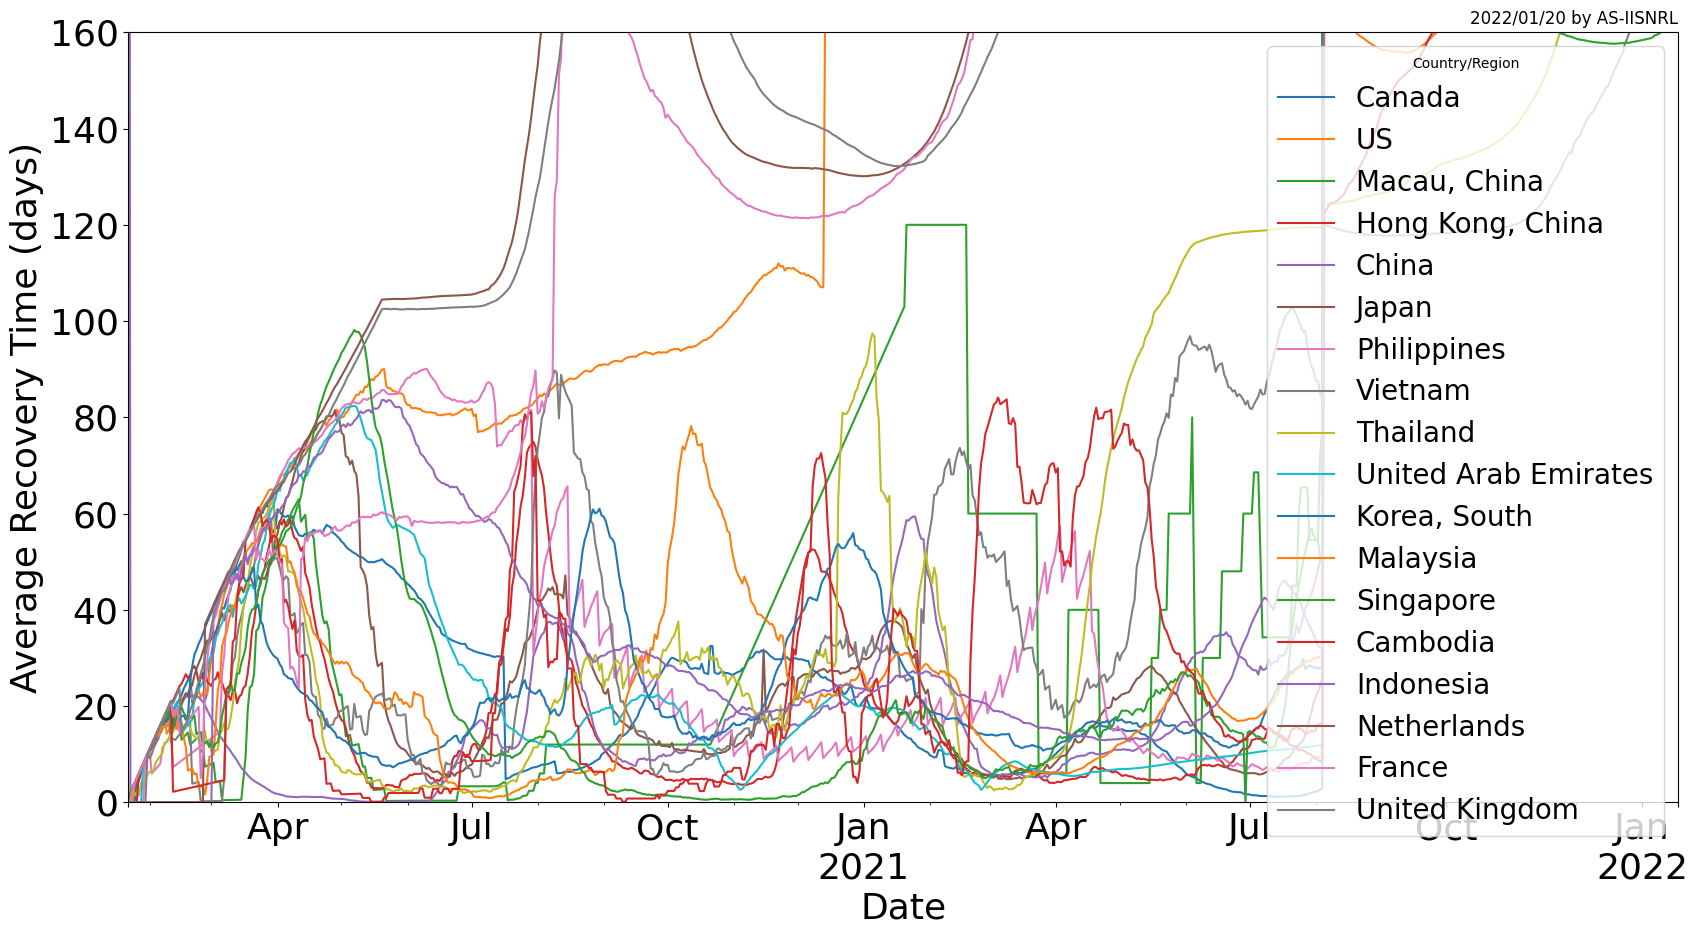 2022/01/20 by AS-IISNRL
160
140
120
100
80
60
40
20
0
Average Recovery Time (days)
Country/Region
Canada
US
Macau, China
Hong Kong, China
China
Japan
Philippines
Vietnam
Thailand
United Arab Emirates
Korea, South
Malaysia
Singapore
Cambodia
Indonesia
Netherlands
France
United Kingdom
Apr Jul Oct Jan Apr Jul Oct Jan
2021 2022
Date